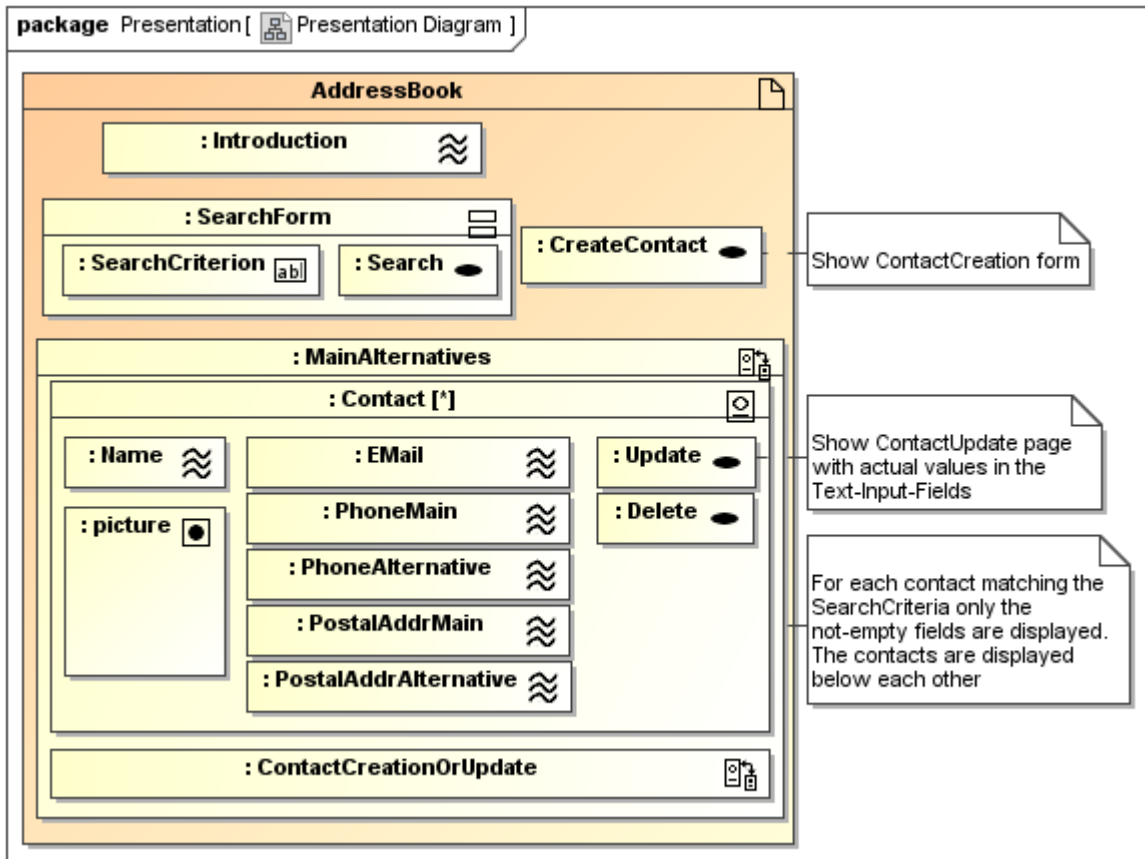 package Presentation [ Presentation Diagram ]
AddressBook
: Introduction
: SearchForm
: SearchCriterion
ab
: Search
: CreateContact
Show ContactCreation form
: MainAlternatives
: Contact [*]
: Name
: EMail
: Update
: picture
: PhoneMain
: Delete
: PhoneAlternative
: PostalAddrMain
: PostalAddrAlternative
Show ContactUpdate page
with actual values in the
Text-Input-Fields
For each contact matching the
SearchCriteria only the
not-empty fields are displayed.
The contacts are displayed
below each other
: ContactCreationOrUpdate